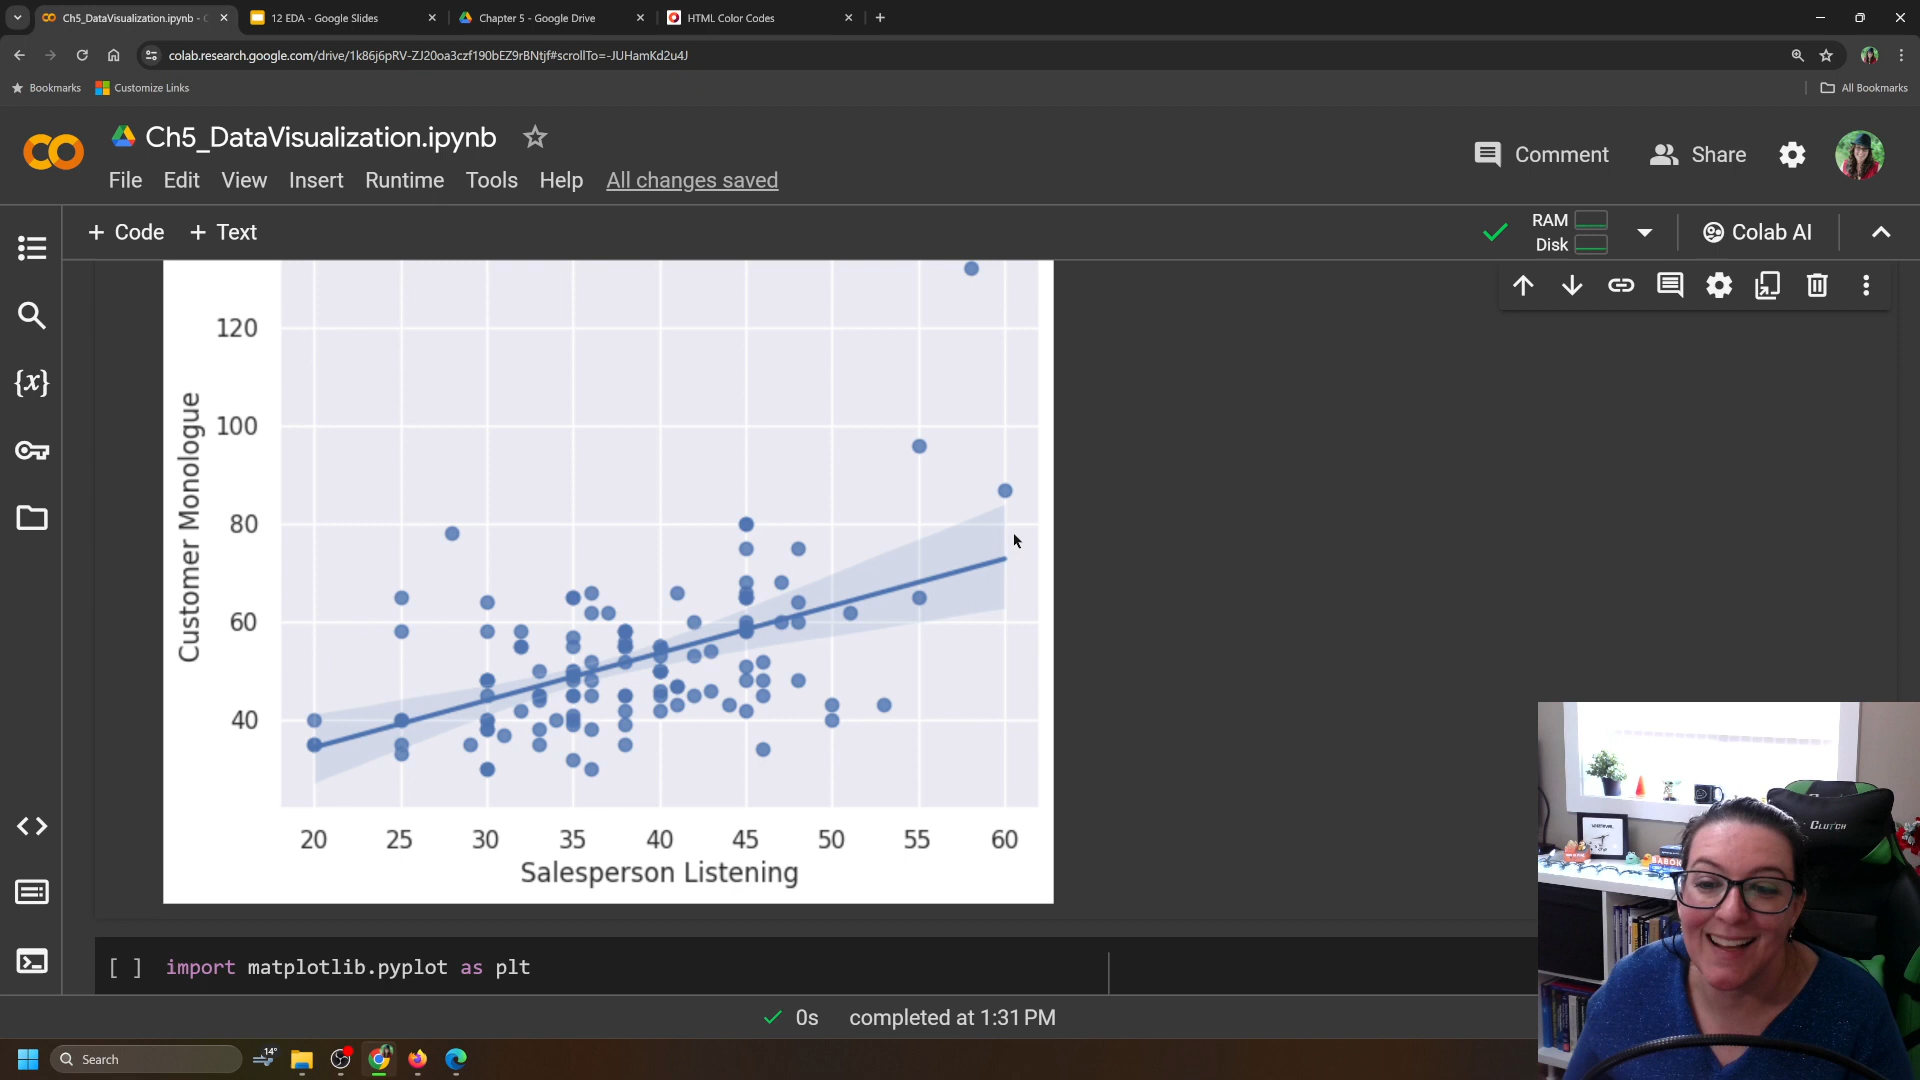 Ch5_DataVisualization.ipynb - C
12 EDA - Google Slides
Chapter 5 - Google Drive
HTML Color Codes
colab.research.google.com/drive/1k86j6pRV-ZJ20oa3czf190bEZ9rBNtjf#scrollTo=-JUHamKd2u4J
Bookmarks
Customize Links
All Bookmarks
CO
Ch5_DataVisualization.ipynb
Comment
Share
File Edit View Insert Runtime Tools Help All changes saved
+ Code + Text
RAM
Disk
Colab AI
{x}
120
100
80
60
40
Customer Monologue
20 25 30 35 40 45 50 55 60
Salesperson Listening
[ ] import matplotlib.pyplot as plt
0s completed at 1:31 PM
Search
14°
CLUTCH
BABOK